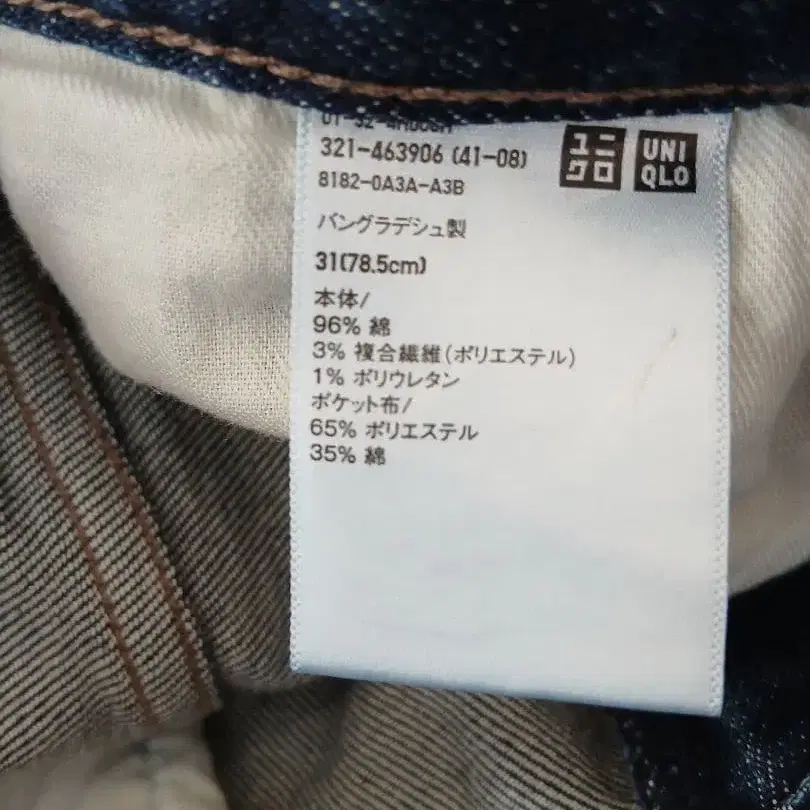 321-463906 (41-08)
8182-0A3A-A3B
ユニ
クロ
UNI
QLO
バングラデシュ製
31(78.5cm)
本体/
96% 綿
3% 複合繊維(ポリエステル)
1% ポリウレタン
ポケット布/
65% ポリエステル
35% 綿